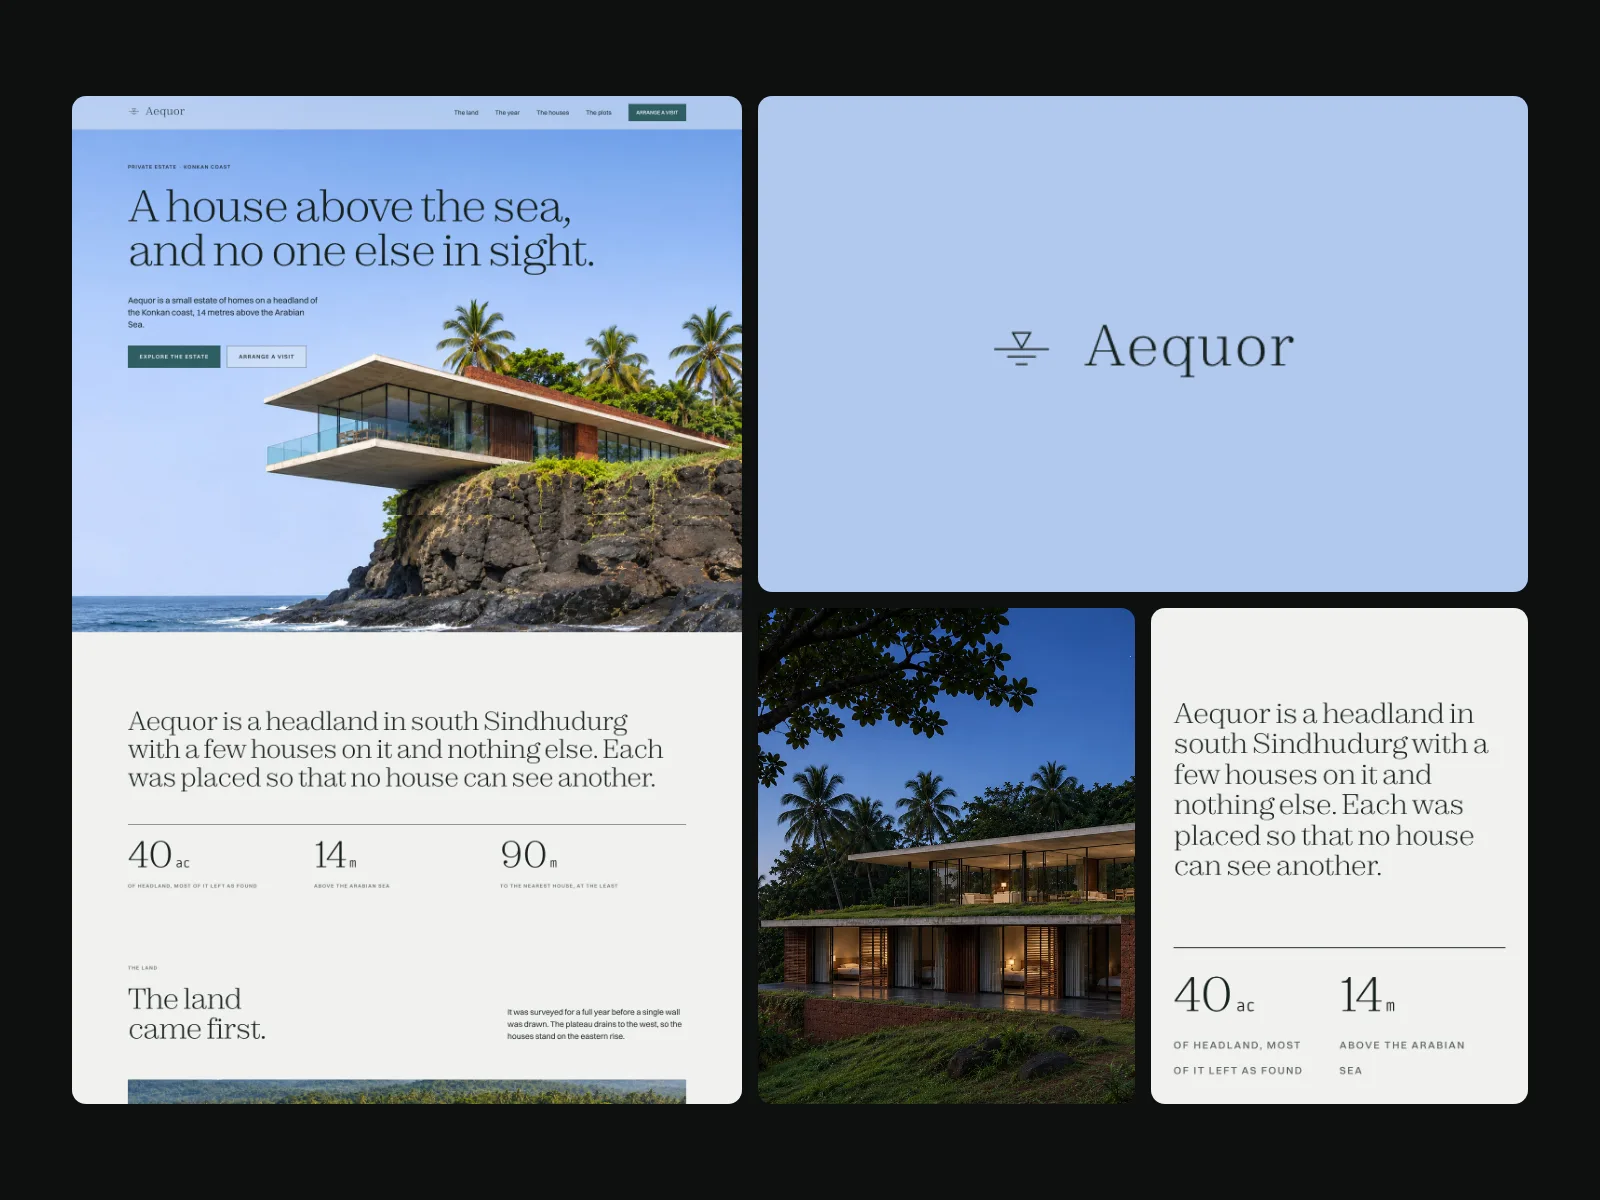 Aequor
The land
The year
The houses
The plots
ARRANGE A VISIT
PRIVATE ESTATE · KONKAN COAST
A house above the sea,
and no one else in sight.
Aequor is a small estate of homes on a headland of
the Konkan coast, 14 metres above the Arabian
Sea.
EXPLORE THE ESTATE
ARRANGE A VISIT
Aequor is a headland in south Sindhudurg
with a few houses on it and nothing else. Each
was placed so that no house can see another.
40 ac
14 m
90 m
OF HEADLAND, MOST OF IT LEFT AS FOUND
ABOVE THE ARABIAN SEA
TO THE NEAREST HOUSE, AT THE LEAST
THE LAND
The land
came first.
It was surveyed for a full year before a single wall
was drawn. The plateau drains to the west, so the
houses stand on the eastern rise.
Aequor
Aequor is a headland in
south Sindhudurg with a
few houses on it and
nothing else. Each was
placed so that no house
can see another.
40 ac
14 m
OF HEADLAND, MOST
OF IT LEFT AS FOUND
ABOVE THE ARABIAN
SEA